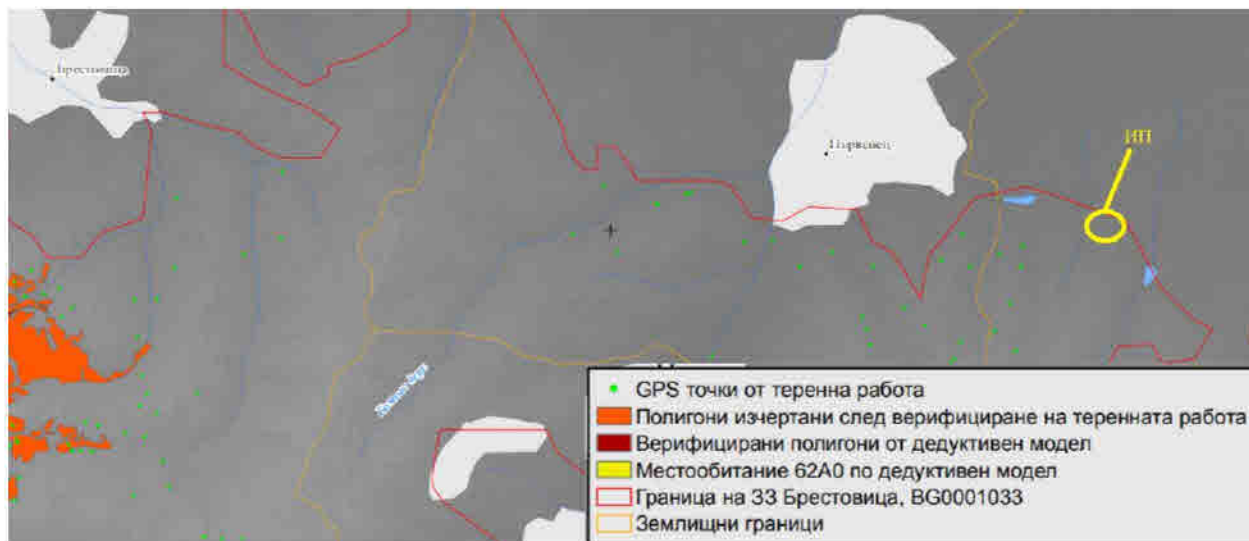 Брестовица
ИП
Първенец
GPS точки от теренна работа
Полигони изчертани след верифициране на теренната работа
Верифицирани полигони от дедуктивен модел
Местообитание 62А0 по дедуктивен модел
Граница на ЗЗ Брестовица, BG0001033
Землищни граници